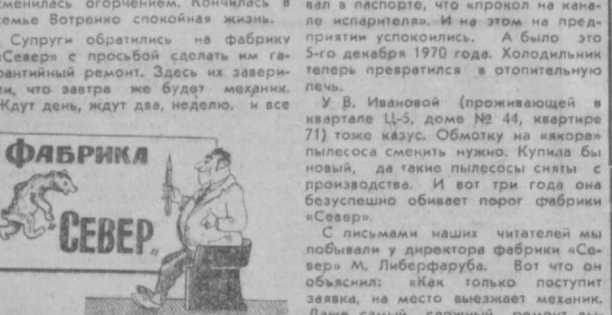 сменилась огорчением. Кончилась в
семье Вотренко спокойная жизнь.
Супруги обратились на фабрику
«Север» с просьбой сделать им га-
рантийный ремонт. Здесь их завери-
ли, что завтра же будет механик.
Ждут день, ждут два, неделю, и все
ФАБРИКА
"СЕВЕР"
вал в паспорте, что «прокол на кана-
ле испарителя». И на этом на пред-
приятии успокоились. А было это
5-го декабря 1970 года. Холодильник
теперь превратился в отопительную
печь.
У В. Ивановой (проживающей в
квартале Ц-5, доме № 44, квартире
71) тоже казус. Обмотку на «якоре»
пылесоса сменить нужно. Купила бы
новый, да такие пылесосы сняты с
производства. И вот три года она
безуспешно обивает порог фабрики
«Север».
С письмами наших читателей мы
побывали у директора фабрики «Се-
вер» М. Либерфаруба. Вот что он
объяснил: «Как только поступит
заявка, на место выезжает механик.
Даже самый сложный ремонт вы-